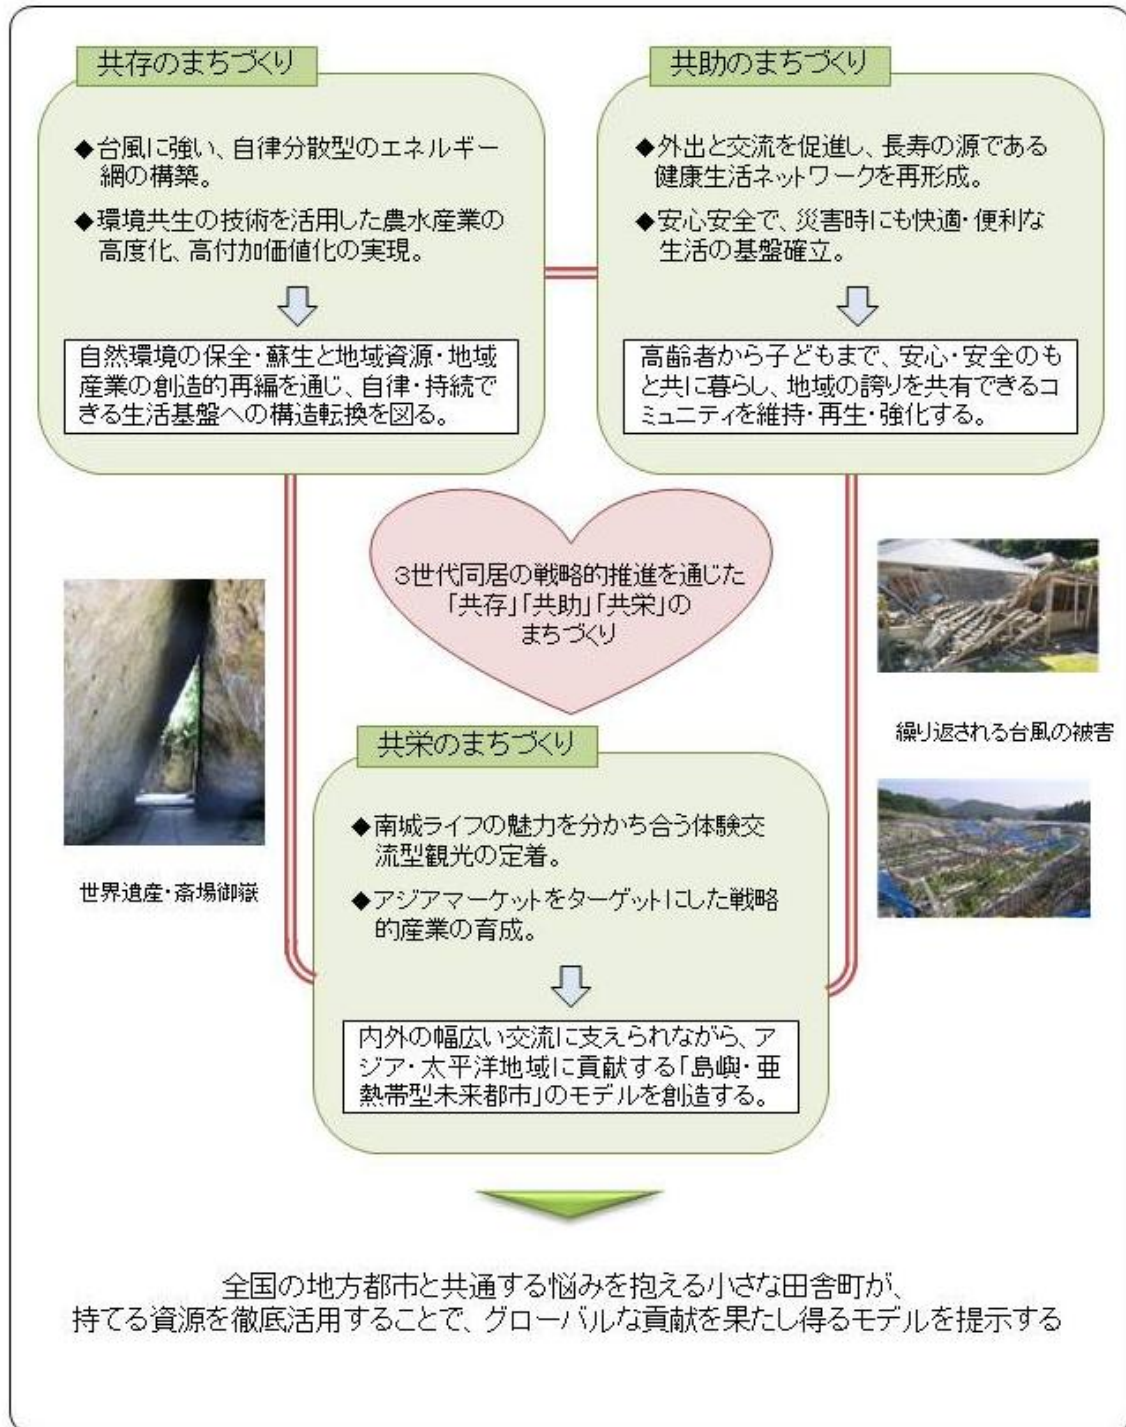 共存のまちづくり
◆台風に強い、自律分散型のエネルギー
網の構築。
◆環境共生の技術を活用した農水産業の
高度化、高付加価値化の実現。
自然環境の保全・蘇生と地域資源・地域
産業の創造的再編を通じ、自律・持続で
きる生活基盤への構造転換を図る。
共助のまちづくり
◆外出と交流を促進し、長寿の源である
健康生活ネットワークを再形成。
◆安心安全で、災害時にも快適・便利な
生活の基盤確立。
高齢者から子どもまで、安心・安全のも
と共に暮らし、地域の誇りを共有できるコ
ミュニティを維持・再生・強化する。
3世代同居の戦略的推進を通じた
「共存」「共助」「共栄」の
まちづくり
世界遺産・斎場御嶽
繰り返される台風の被害
共栄のまちづくり
◆南城ライフの魅力を分かち合う体験交
流型観光の定着。
◆アジアマーケットをターゲットにした戦略
的産業の育成。
内外の幅広い交流に支えられながら、ア
ジア・太平洋地域に貢献する「島嶼・亜
熱帯型未来都市」のモデルを創造する。
全国の地方都市と共通する悩みを抱える小さな田舎町が、
持てる資源を徹底活用することで、グローバルな貢献を果たし得るモデルを提示する